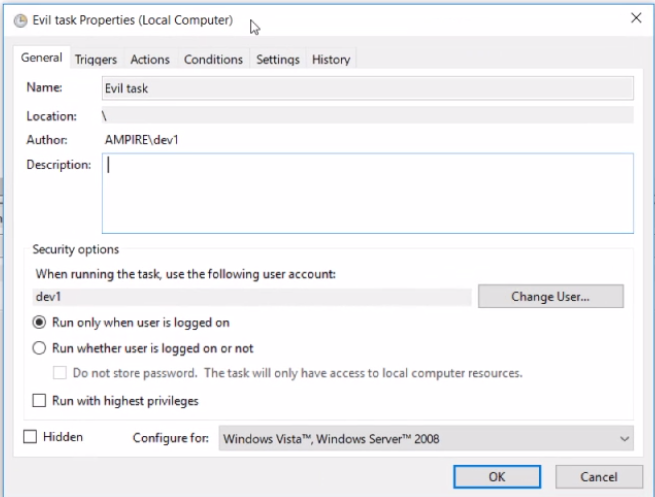 Evil task Properties (Local Computer)
General Triggers Actions Conditions Settings History
Name: Evil task
Location: \
Author: AMPIRE\dev1
Description:
Security options
When running the task, use the following user account:
dev1 Change User...
Run only when user is logged on
Run whether user is logged on or not
Do not store password. The task will only have access to local computer resources.
Run with highest privileges
Hidden Configure for: Windows Vista™, Windows Server™ 2008
OK Cancel